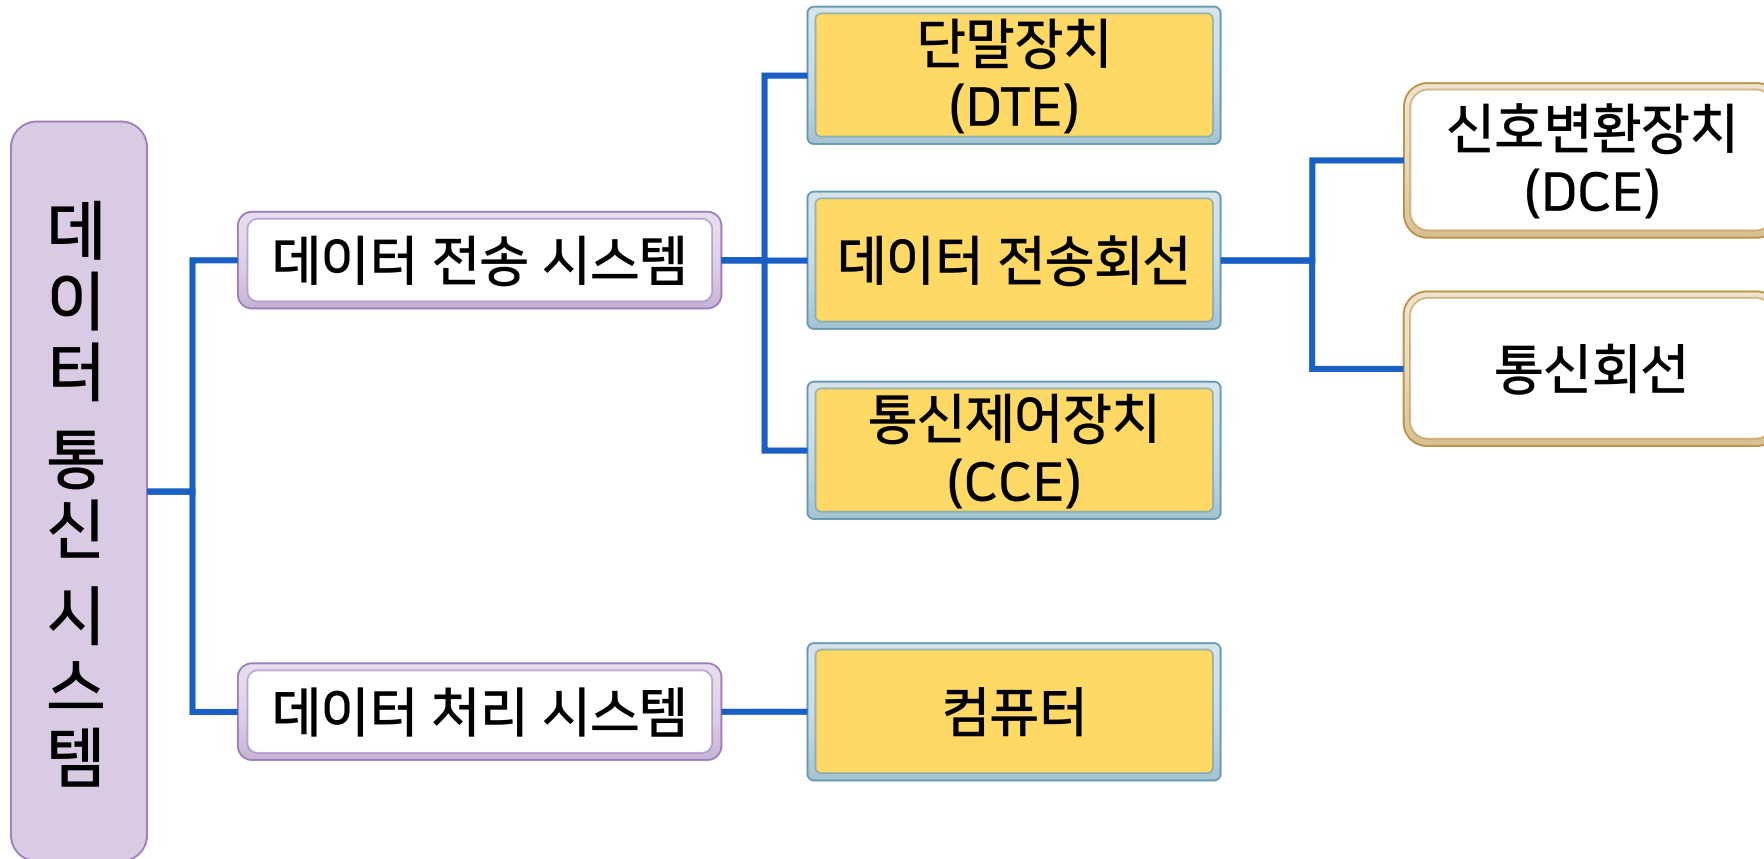 데이터 통신 시스템
데이터 전송 시스템
단말장치
(DTE)
데이터 전송회선
신호변환장치
(DCE)
통신회선
통신제어장치
(CCE)
데이터 처리 시스템
컴퓨터